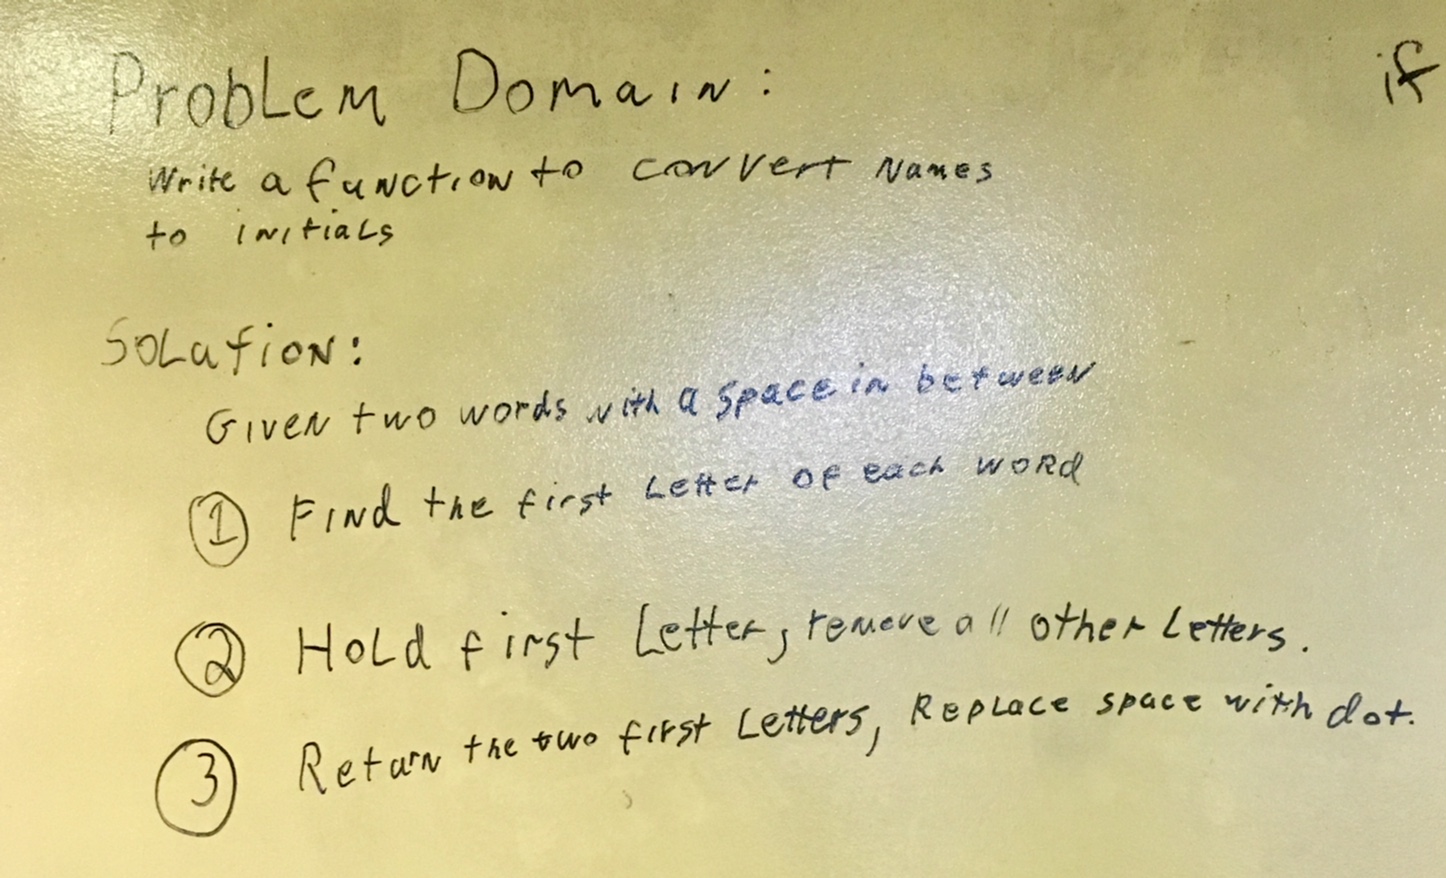 Problem Domain:
if
Write a function to convert Names
to initials
Solution:
Given two words with a space in between
1 Find the first Letter of each word
2 Hold first Letter, remove all other Letters.
3 Return the two first Letters, Replace space with dot.